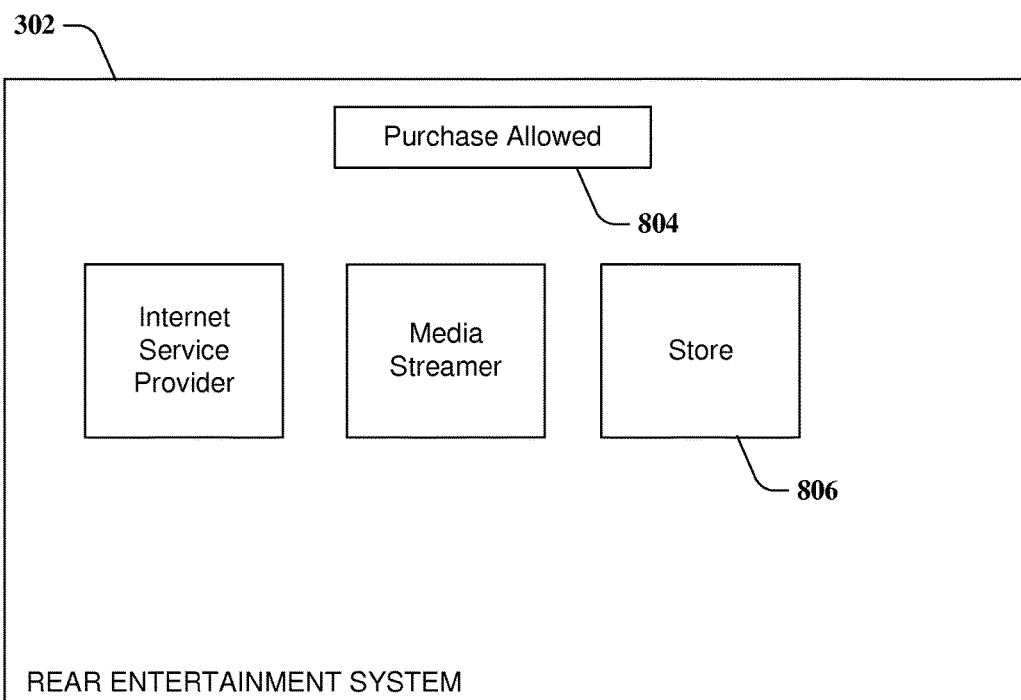 302
Purchase Allowed
804
Internet
Service
Provider
Media
Streamer
Store
806
REAR ENTERTAINMENT SYSTEM